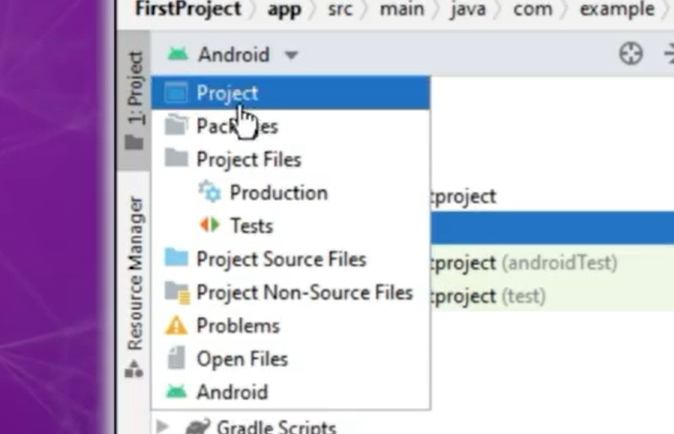 FirstProject > app > src > main > java > com > example >
1: Project
Android
Project
Packages
Project Files
Production
Tests
Project Source Files
Project Non-Source Files
Problems
Open Files
Android
tproject
tproject (androidTest)
tproject (test)
Resource Manager
Gradle Scripts